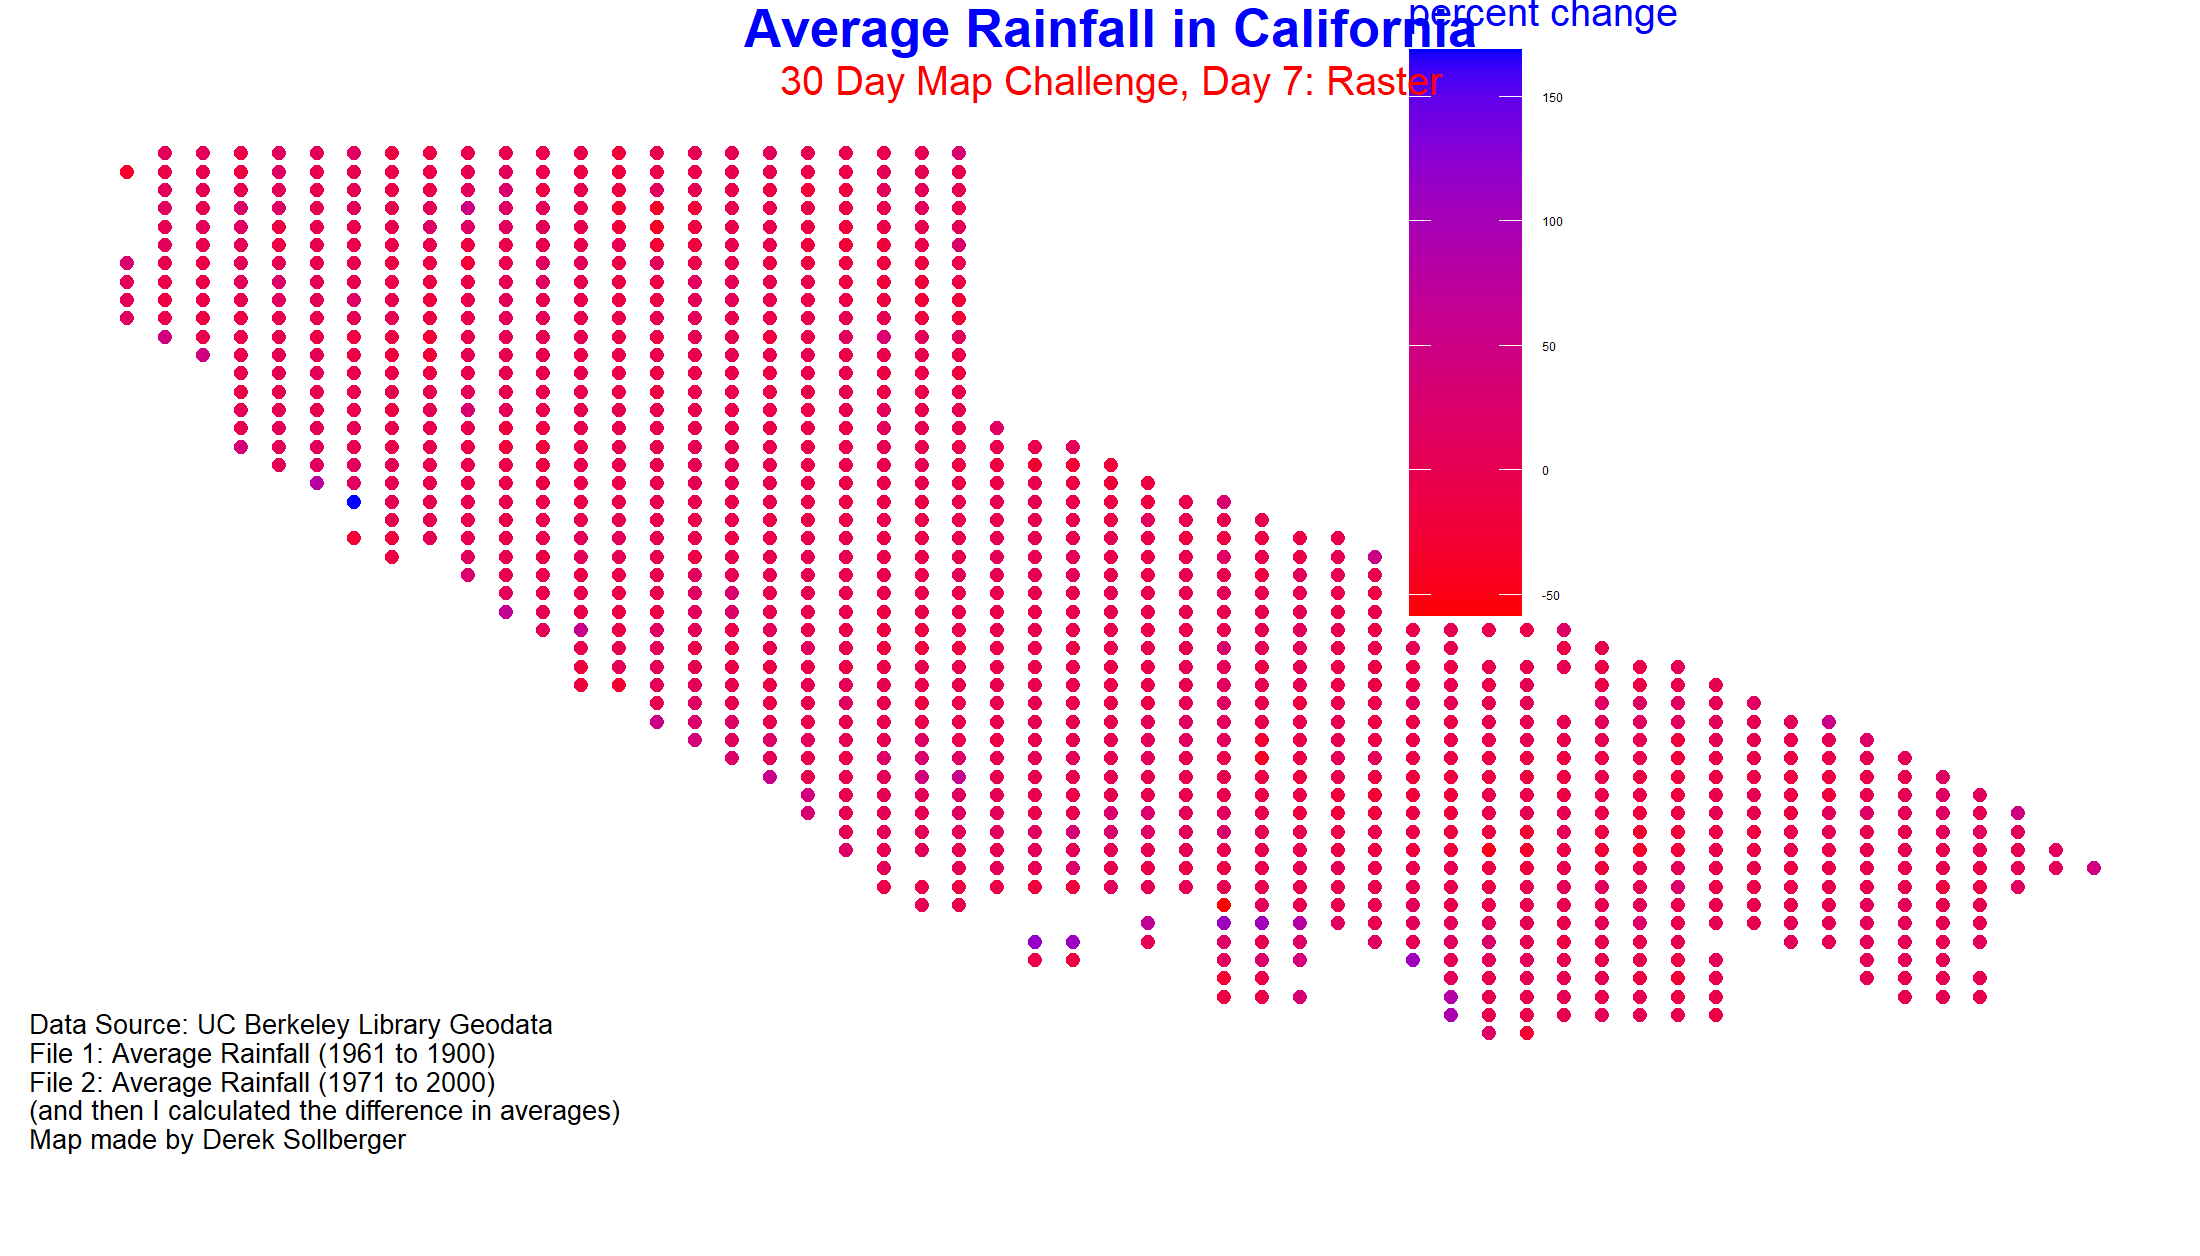 Average Rainfall in California
percent change
30 Day Map Challenge, Day 7: Raster
150
100
50
0
-50
Data Source: UC Berkeley Library Geodata
File 1: Average Rainfall (1961 to 1900)
File 2: Average Rainfall (1971 to 2000)
(and then I calculated the difference in averages)
Map made by Derek Sollberger